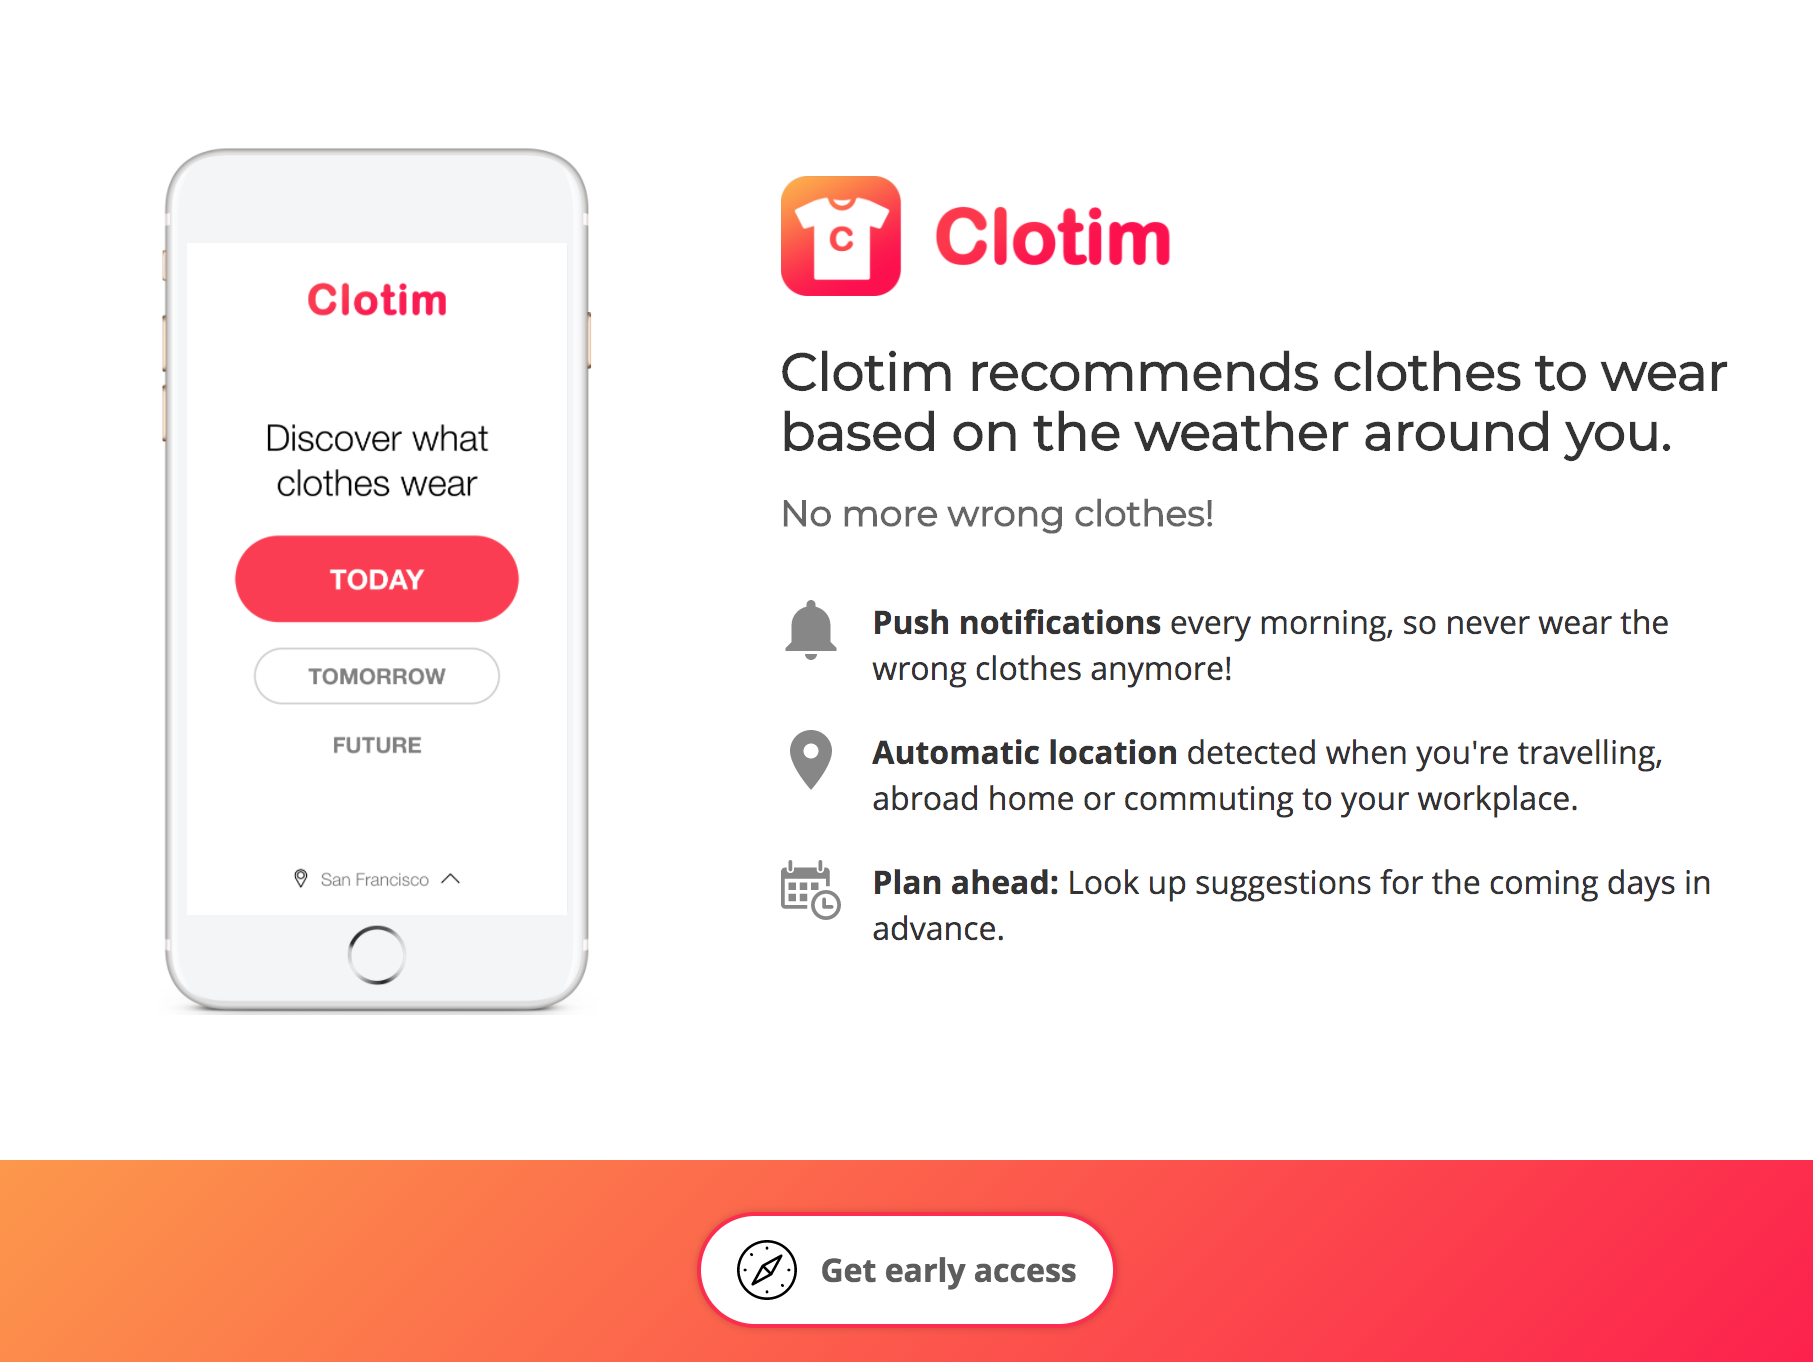 Clotim
Discover what
clothes wear
TODAY
TOMORROW
FUTURE
San Francisco
C
Clotim
Clotim recommends clothes to wear
based on the weather around you.
No more wrong clothes!
Push notifications every morning, so never wear the
wrong clothes anymore!
Automatic location detected when you're travelling,
abroad home or commuting to your workplace.
Plan ahead: Look up suggestions for the coming days in
advance.
Get early access